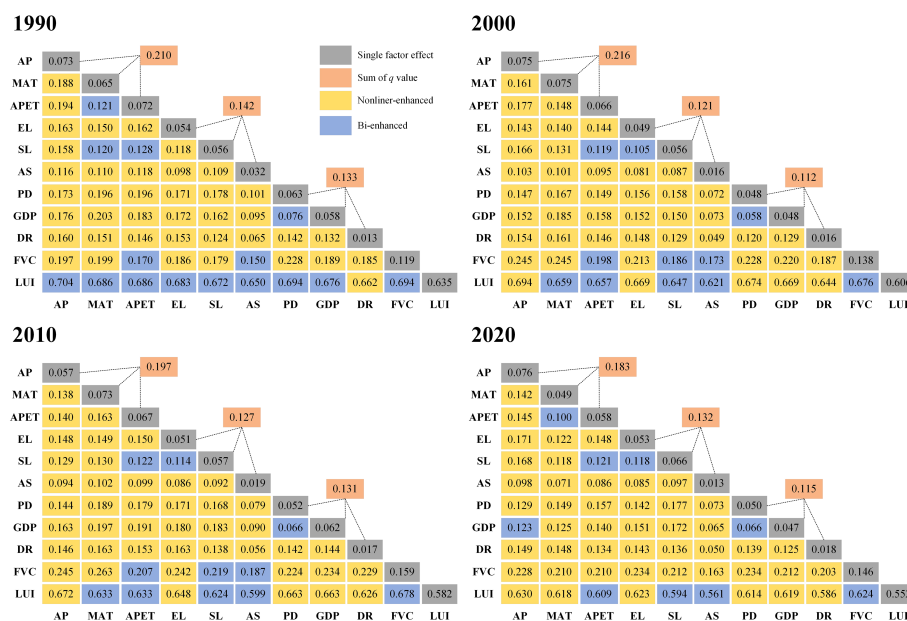 1990
AP 0.073 0.210
MAT 0.188 0.065
APET 0.194 0.121 0.072 0.142
EL 0.163 0.150 0.162 0.054
SL 0.158 0.120 0.128 0.118 0.056
AS 0.116 0.110 0.118 0.098 0.109 0.032 0.133
PD 0.173 0.196 0.196 0.171 0.178 0.101 0.063
GDP 0.176 0.203 0.183 0.172 0.162 0.095 0.076 0.058
DR 0.160 0.151 0.146 0.153 0.124 0.065 0.142 0.132 0.013
FVC 0.197 0.199 0.170 0.186 0.179 0.150 0.228 0.189 0.185 0.119
LUI 0.704 0.686 0.686 0.683 0.672 0.650 0.694 0.676 0.662 0.694 0.635
AP MAT APET EL SL AS PD GDP DR FVC LUI
Single factor effect
Sum of q value
Nonliner-enhanced
Bi-enhanced
2000
AP 0.075 0.216
MAT 0.161 0.075
APET 0.177 0.148 0.066 0.121
EL 0.143 0.140 0.144 0.049
SL 0.166 0.131 0.119 0.105 0.056
AS 0.103 0.101 0.095 0.081 0.087 0.016 0.112
PD 0.147 0.167 0.149 0.156 0.158 0.072 0.048
GDP 0.152 0.185 0.158 0.152 0.150 0.073 0.058 0.048
DR 0.154 0.161 0.146 0.148 0.129 0.049 0.120 0.129 0.016
FVC 0.245 0.245 0.198 0.213 0.186 0.173 0.228 0.220 0.187 0.138
LUI 0.694 0.659 0.657 0.669 0.647 0.621 0.674 0.669 0.644 0.676
AP MAT APET EL SL AS PD GDP DR FVC LUI
2010
AP 0.057 0.197
MAT 0.138 0.073
APET 0.140 0.163 0.067 0.127
EL 0.148 0.149 0.150 0.051
SL 0.129 0.130 0.122 0.114 0.057
AS 0.094 0.102 0.099 0.086 0.092 0.019 0.131
PD 0.144 0.189 0.179 0.171 0.168 0.079 0.052
GDP 0.163 0.197 0.191 0.180 0.183 0.090 0.066 0.062
DR 0.146 0.163 0.153 0.163 0.138 0.056 0.142 0.144 0.017
FVC 0.245 0.263 0.207 0.242 0.219 0.187 0.224 0.234 0.229 0.159
LUI 0.672 0.633 0.633 0.648 0.624 0.599 0.663 0.663 0.626 0.678 0.582
AP MAT APET EL SL AS PD GDP DR FVC LUI
2020
AP 0.076 0.183
MAT 0.142 0.049
APET 0.145 0.100 0.058 0.132
EL 0.171 0.122 0.148 0.053
SL 0.168 0.118 0.121 0.118 0.066
AS 0.098 0.071 0.086 0.085 0.097 0.013 0.115
PD 0.129 0.149 0.157 0.142 0.177 0.073 0.050
GDP 0.123 0.125 0.140 0.151 0.172 0.065 0.066 0.047
DR 0.149 0.148 0.134 0.143 0.136 0.050 0.139 0.125 0.018
FVC 0.228 0.210 0.210 0.234 0.212 0.163 0.234 0.212 0.203 0.146
LUI 0.630 0.618 0.609 0.623 0.594 0.561 0.614 0.619 0.586 0.624
AP MAT APET EL SL AS PD GDP DR FVC LUI